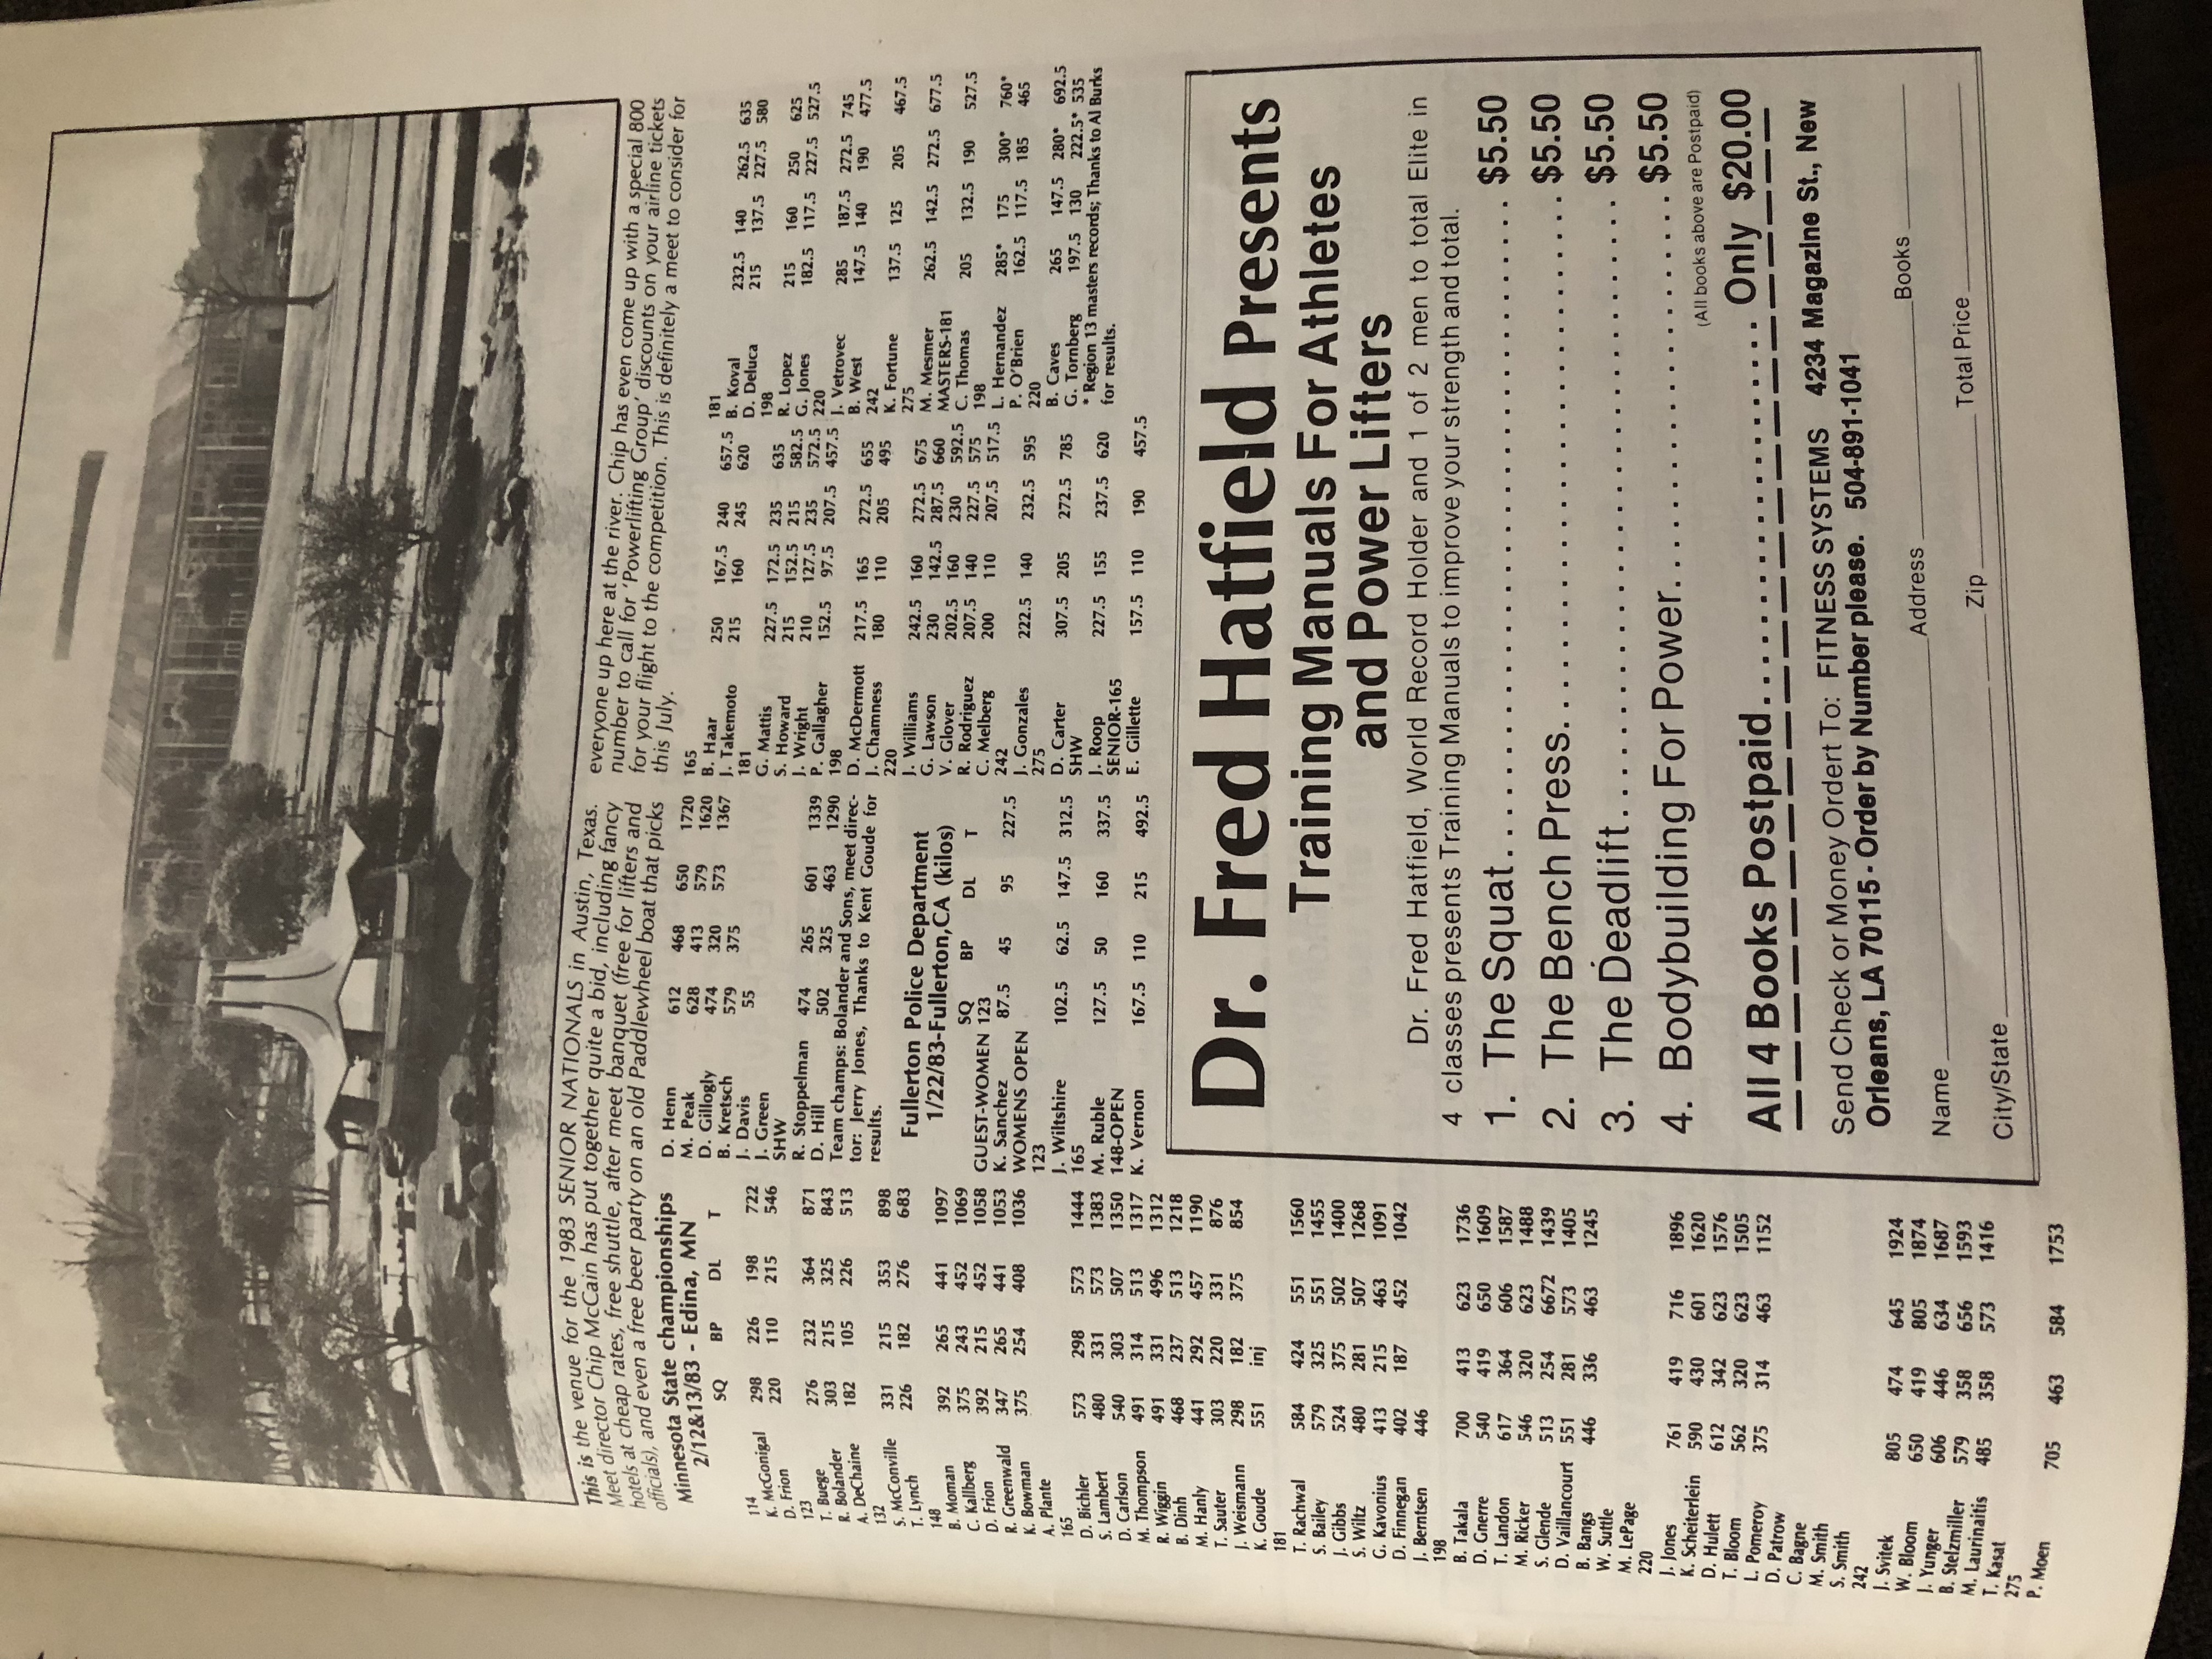 This is the venue for the 1983 SENIOR NATIONALS in Austin, Texas.
Meet director Chip McCain has put together quite a bid, including fancy
hotels at cheap rates, free shuttle, after meet banquet (free for lifters and
officials), and even a free beer party on an old Paddlewheel boat that picks
everyone up here at the river. Chip has even come up with a special 800
number to call for 'Powerlifting Group' discounts on your airline tickets
for your flight to the competition. This is definitely a meet to consider for
this July.
Minnesota State championships
2/12&13/83 - Edina, MN
SQ BP DL T
114
K. McGonigal 298 226 198 722
D. Frion 220 110 215 546
123
T. Buege 276 232 364 871
R. Bolander 303 215 325 843
A. DeChaine 182 105 226 513
132
S. McConville 331 215 353 898
T. Lynch 226 182 276 683
148
B. Moman 392 265 441 1097
C. Kallberg 375 243 452 1069
D. Frion 392 215 452 1058
R. Greenwald 347 265 441 1053
K. Bowman 375 254 408 1036
A. Plante
165
D. Bichler 573 298 573 1444
S. Lambert 480 331 573 1383
D. Carlson 540 303 507 1350
M. Thompson 491 314 513 1317
R. Wiggin 491 331 496 1312
B. Dinh 468 237 513 1218
M. Hanly 441 292 457 1190
T. Sauter 303 220 331 876
J. Weismann 298 182 375 854
K. Goude 551 inj
181
T. Rachwal 584 424 551 1560
S. Bailey 579 325 551 1455
J. Gibbs 524 375 502 1400
S. Wiltz 480 281 507 1268
G. Kavonius 413 215 463 1091
D. Finnegan 402 187 452 1042
J. Berntsen 446
198
B. Takala 700 413 623 1736
D. Gnerre 540 419 650 1609
T. Landon 617 364 606 1587
M. Ricker 546 320 623 1488
S. Glende 513 254 6672 1439
D. Vaillancourt 551 281 573 1405
B. Bangs 446 336 463 1245
W. Suttle
M. LePage
220
J. Jones 761 419 716 1896
K. Scheiterlein 590 430 601 1620
D. Hulett 612 342 623 1576
T. Bloom 562 320 623 1505
L. Pomeroy 375 314 463 1152
D. Patrow
C. Bagne
M. Smith
S. Smith
242
J. Svitek 805 474 645 1924
W. Bloom 650 419 805 1874
J. Yunger 606 446 634 1687
B. Stelzmiller 579 358 656 1593
M. Laurinaitis 485 358 573 1416
T. Kasat
275
P. Moen 705 463 584 1753
D. Henn 612 468 650 1720
M. Peak 628 413 579 1620
D. Gillogly 474 320 573 1367
B. Kretsch 579 375
J. Davis 55
J. Green
SHW
R. Stoppelman 474 265 601 1339
D. Hill 502 325 463 1290
Team champs: Bolander and Sons, meet direc-
tor: Jerry Jones, Thanks to Kent Goude for
results.
Fullerton Police Department
1/22/83-Fullerton,CA (kilos)
SQ BP DL T
GUEST-WOMEN 123
K. Sanchez 87.5 45 95 227.5
WOMENS OPEN
123
J. Wiltshire 102.5 62.5 147.5 312.5
165
M. Ruble 127.5 50 160 337.5
148-OPEN
K. Vernon 167.5 110 215 492.5
165
B. Haar 250 167.5 240 657.5
J. Takemoto 215 160 245 620
181
G. Mattis 227.5 172.5 235 635
S. Howard 215 152.5 215 582.5
J. Wright 210 127.5 235 572.5
P. Gallagher 152.5 97.5 207.5 457.5
198
D. McDermott 217.5 165 272.5 655
J. Chamness 180 110 205 495
220
J. Williams 242.5 160 272.5 675
G. Lawson 230 142.5 287.5 660
V. Glover 202.5 160 230 592.5
R. Rodriguez 207.5 140 227.5 575
C. Melberg 200 110 207.5 517.5
242
J. Gonzales 222.5 140 232.5 595
275
D. Carter 307.5 205 272.5 785
SHW
J. Roop 227.5 155 237.5 620
SENIOR-165
E. Gillette 157.5 110 190 457.5
181
B. Koval 232.5 140 262.5 635
D. Deluca 215 137.5 227.5 580
198
R. Lopez 215 160 250 625
G. Jones 182.5 117.5 227.5 527.5
220
J. Vetrovec 285 187.5 272.5 745
B. West 147.5 140 190 477.5
242
K. Fortune 137.5 125 205 467.5
275
M. Mesmer 262.5 142.5 272.5 677.5
MASTERS-181
C. Thomas 205 132.5 190 527.5
198
L. Hernandez 285* 175 300* 760*
P. O'Brien 162.5 117.5 185 465
220
B. Caves 265 147.5 280* 692.5
G. Tornberg 197.5 130 222.5* 535
* Region 13 masters records; Thanks to Al Burks
for results.
Dr. Fred Hatfield Presents
Training Manuals For Athletes
and Power Lifters
Dr. Fred Hatfield, World Record Holder and 1 of 2 men to total Elite in
4 classes presents Training Manuals to improve your strength and total.
1. The Squat................................ $5.50
2. The Bench Press........................... $5.50
3. The Deadlift............................... $5.50
4. Bodybuilding For Power.................... $5.50
(All books above are Postpaid)
All 4 Books Postpaid..................... Only $20.00
Send Check or Money Ordert To: FITNESS SYSTEMS 4234 Magazine St., New
Orleans, LA 70115 - Order by Number please. 504-891-1041
Name Address Books
City/State Zip Total Price